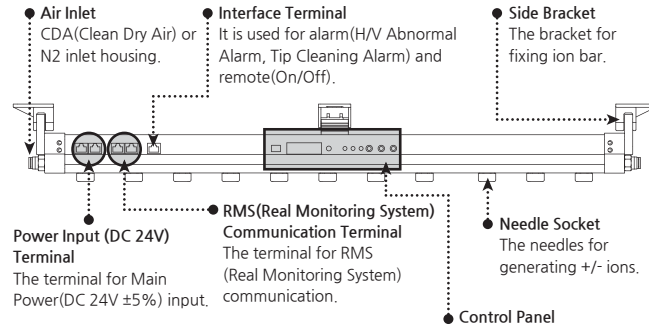 Air Inlet
CDA(Clean Dry Air) or
N2 inlet housing.
Interface Terminal
It is used for alarm(H/V Abnormal
Alarm, Tip Cleaning Alarm) and
remote(On/Off).
Side Bracket
The bracket for
fixing ion bar.
Power Input (DC 24V)
Terminal
The terminal for Main
Power(DC 24V ±5%) input.
RMS(Real Monitoring System)
Communication Terminal
The terminal for RMS
(Real Monitoring System)
communication.
Needle Socket
The needles for
generating +/- ions.
Control Panel